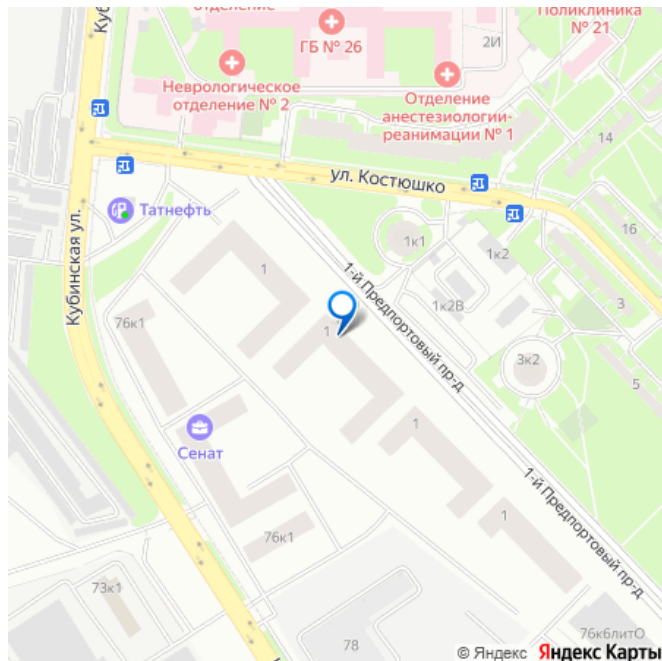 отделение
ГБ № 26
2И
Поликлиника
№ 21
Неврологическое
отделение № 2
Отделение
анестезиологии-
реанимации № 1
14
ул. Костюшко
Татнефть
Кубинская ул.
16
1к1
1к2
1
1-й Предпортовый пр-д
1к2В
3
76к1
1
3к2
5
Сенат
1
1-й Предпортовый пр-д
1
76к1
73к1
78
76к6литО
© Яндекс Яндекс Карты